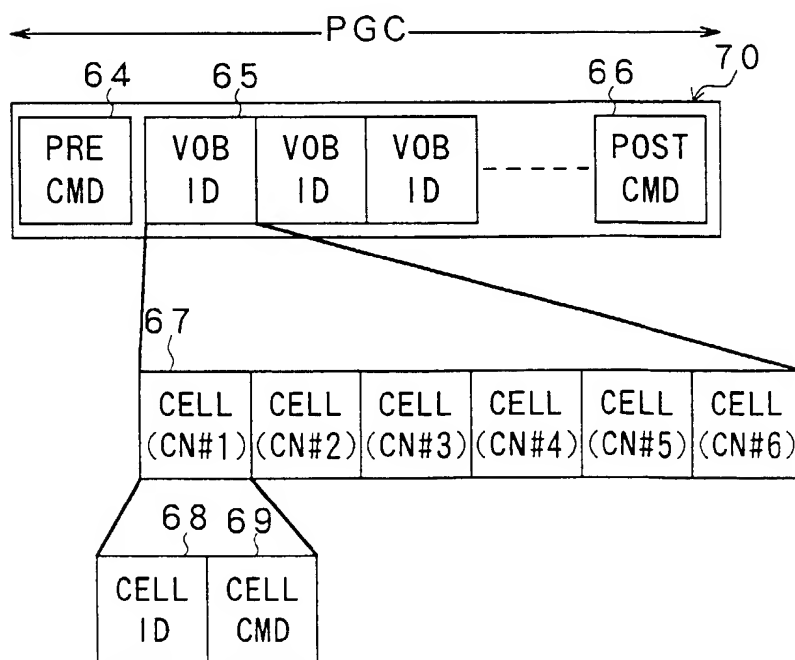 PGC
64
65
66
70
PRE
CMD
VOB
ID
VOB
ID
VOB
ID
POST
CMD
67
CELL
(CN#1)
CELL
(CN#2)
CELL
(CN#3)
CELL
(CN#4)
CELL
(CN#5)
CELL
(CN#6)
68
69
CELL
ID
CELL
CMD